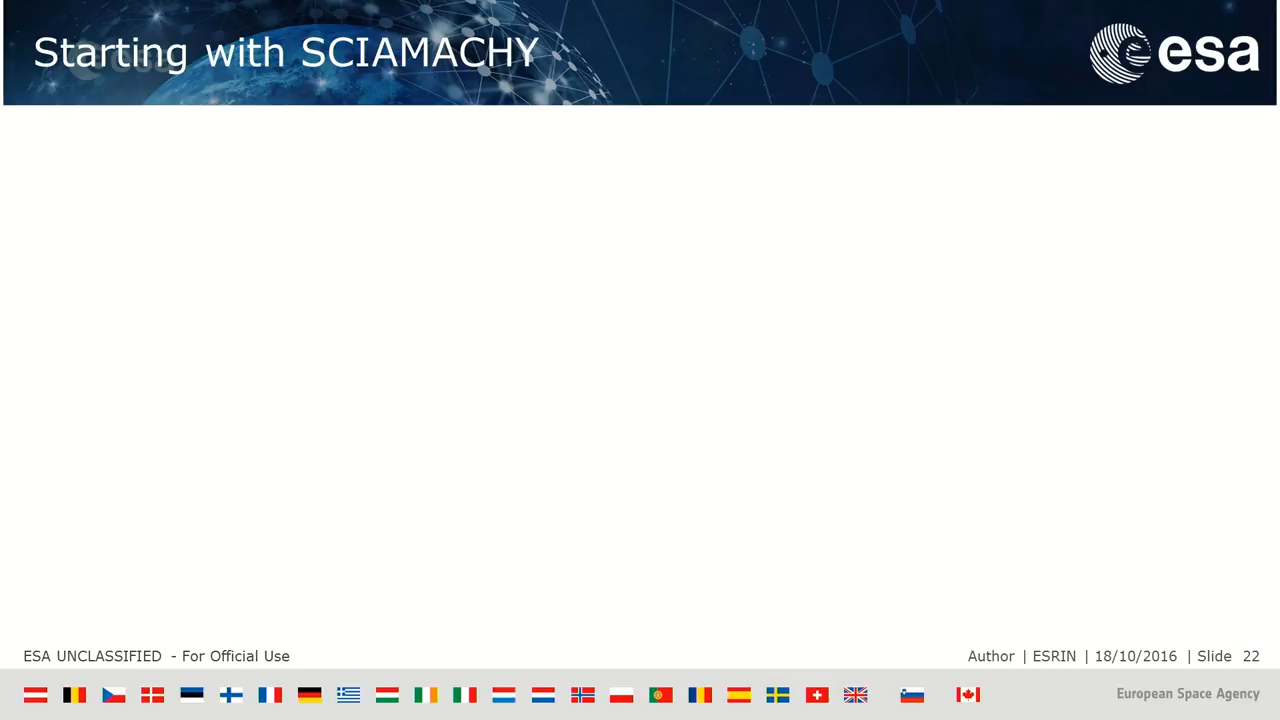 Starting with SCIAMACHY
esa
ESA UNCLASSIFIED - For Official Use
Author | ESRIN | 18/10/2016 | Slide 22
European Space Agency